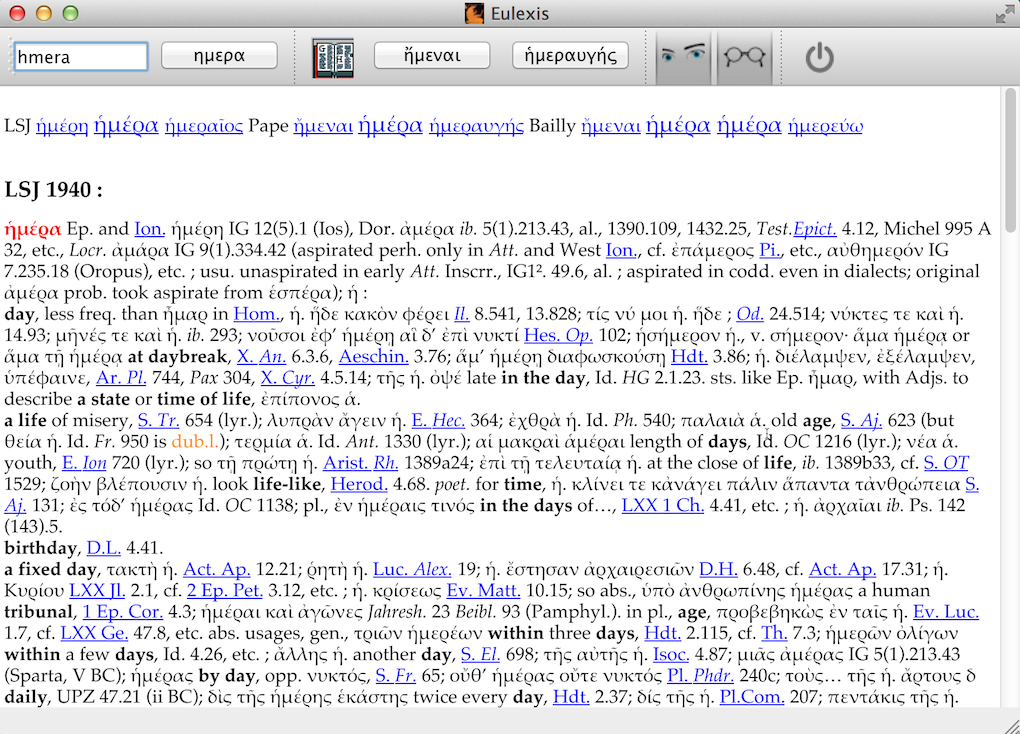 Eulexis
hmera ημερα ἤμεναι ἡμεραυγής
LSJ ἡμέρη ἡμέρα ἡμεραῖος Pape ἤμεναι ἡμέρα ἡμεραυγής Bailly ἤμεναι ἡμέρα ἡμέρα ἡμερεύω
LSJ 1940 :
ἡμέρα Ep. and Ion. ἡμέρη IG 12(5).1 (Ios), Dor. ἀμέρα ib. 5(1).213.43, al., 1390.109, 1432.25, Test.Epict. 4.12, Michel 995 A
32, etc., Locr. ἀμάρα IG 9(1).334.42 (aspirated perh. only in Att. and West Ion., cf. ἐπάμερος Pi., etc., αὐθημερόν IG
7.235.18 (Oropus), etc. ; usu. unaspirated in early Att. Inscrr., IG1². 49.6, al. ; aspirated in codd. even in dialects; original
ἀμέρα prob. took aspirate from ἑσπέρα); ἡ :
day, less freq. than ἦμαρ in Hom., ἡ. ἥδε κακὸν φέρει Il. 8.541, 13.828; τίς νύ μοι ἡ. ἥδε ; Od. 24.514; νύκτες τε καὶ ἡ.
14.93; μηνές τε καὶ ἡ. ib. 293; νοῦσοι ἐφ’ ἡμέρῃ αἳ δ’ ἐπὶ νυκτί Hes. Op. 102; ἡσήμερον ἡ., v. σήμερον· ἅμα ἡμέρᾳ or
ἅμα τῇ ἡμέρᾳ at daybreak, X. An. 6.3.6, Aeschin. 3.76; ἅμ’ ἡμέρῃ διαφωσκούσῃ Hdt. 3.86; ἡ. διέλαμψεν, ἐξέλαμψεν,
ὑπέφαινε, Ar. Pl. 744, Pax 304, X. Cyr. 4.5.14; τῆς ἡ. ὀψέ late in the day, Id. HG 2.1.23. sts. like Ep. ἦμαρ, with Adjs. to
describe a state or time of life, ἐπίπονος ἁ.
a life of misery, S. Tr. 654 (lyr.); λυπρὰν ἄγειν ἡ. E. Hec. 364; ἐχθρὰ ἡ. Id. Ph. 540; παλαιὰ ἁ. old age, S. Aj. 623 (but
θεία ἡ. Id. Fr. 950 is dub.l.); τερμία ἁ. Id. Ant. 1330 (lyr.); αἱ μακραὶ ἁμέραι length of days, Id. OC 1216 (lyr.); νέα ἁ.
youth, E. Ion 720 (lyr.); so τῇ πρώτῃ ἡ. Arist. Rh. 1389a24; ἐπὶ τῇ τελευταίᾳ ἡ. at the close of life, ib. 1389b33, cf. S. OT
1529; ζοὴν βλέπουσιν ἡ. look life-like, Herod. 4.68. poet. for time, ἡ. κλίνει τε κἀνάγει πάλιν ἅπαντα τἀνθρώπεια S.
Aj. 131; ἐς τόδ’ ἡμέρας Id. OC 1138; pl., ἐν ἡμέραις τινός in the days of…, LXX 1 Ch. 4.41, etc. ; ἡ. ἀρχαῖαι ib. Ps. 142
(143).5.
birthday, D.L. 4.41.
a fixed day, τακτὴ ἡ. Act. Ap. 12.21; ῥητὴ ἡ. Luc. Alex. 19; ἡ. ἔστησαν ἀρχαιρεσιῶν D.H. 6.48, cf. Act. Ap. 17.31; ἡ.
Κυρίου LXX Jl. 2.1, cf. 2 Ep. Pet. 3.12, etc. ; ἡ. κρίσεως Ev. Matt. 10.15; so abs., ὑπὸ ἀνθρωπίνης ἡμέρας a human
tribunal, 1 Ep. Cor. 4.3; ἡμέραι καὶ ἀγῶνες Jahresh. 23 Beibl. 93 (Pamphyl.). in pl., age, προβεβηκὼς ἐν ταῖς ἡ. Ev. Luc.
1.7, cf. LXX Ge. 47.8, etc. abs. usages, gen., τριῶν ἡμερέων within three days, Hdt. 2.115, cf. Th. 7.3; ἡμερῶν ὀλίγων
within a few days, Id. 4.26, etc. ; ἄλλης ἡ. another day, S. El. 698; τῆς αὐτῆς ἡ. Isoc. 4.87; μιᾶς ἁμέρας IG 5(1).213.43
(Sparta, V BC); ἡμέρας by day, opp. νυκτός, S. Fr. 65; οὔθ’ ἡμέρας οὔτε νυκτός Pl. Phdr. 240c; τοὺς… τῆς ἡ. ἄρτους δ
daily, UPZ 47.21 (ii BC); δὶς τῆς ἡμέρης ἑκάστης twice every day, Hdt. 2.37; δίς τῆς ἡ. Pl.Com. 207; πεντάκις τῆς ἡ.